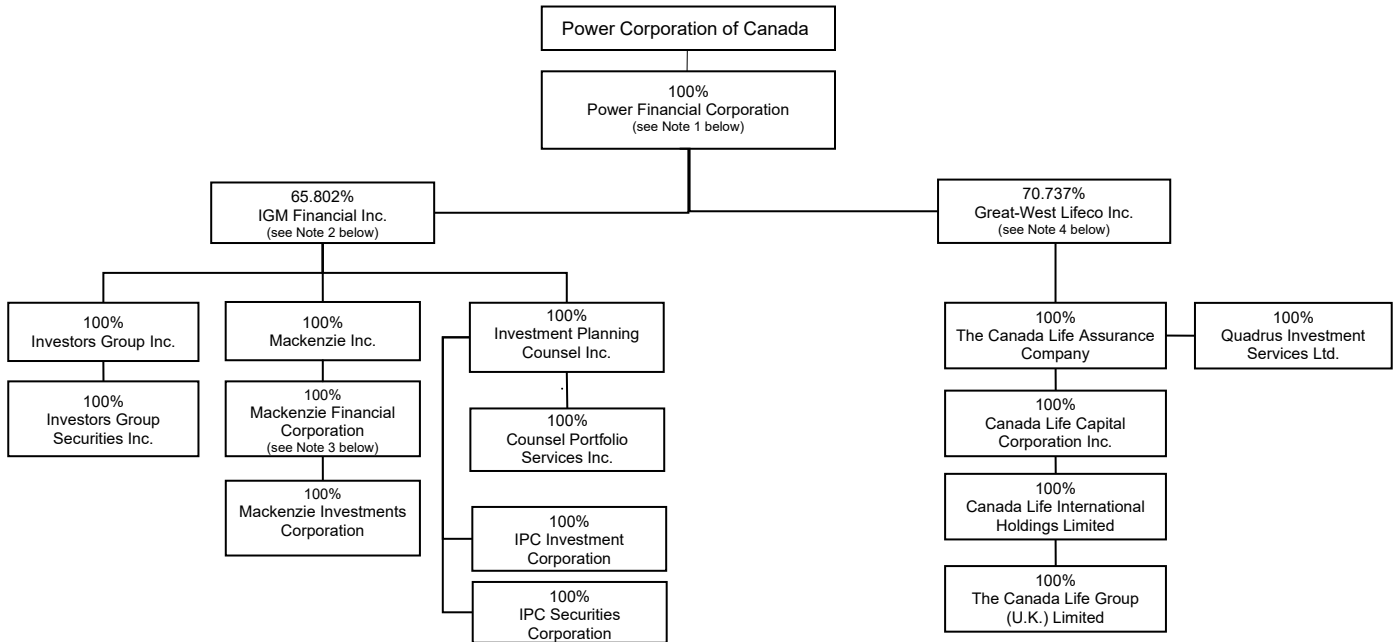 Power Corporation of Canada
100%
Power Financial Corporation
(see Note 1 below)
65.802%
IGM Financial Inc.
(see Note 2 below)
70.737%
Great-West Lifeco Inc.
(see Note 4 below)
100%
Investors Group Inc.
100%
Mackenzie Inc.
100%
Investment Planning
Counsel Inc.
100%
The Canada Life Assurance
Company
100%
Quadrus Investment
Services Ltd.
100%
Investors Group
Securities Inc.
100%
Mackenzie Financial
Corporation
(see Note 3 below)
100%
Counsel Portfolio
Services Inc.
100%
Canada Life Capital
Corporation Inc.
100%
Mackenzie Investments
Corporation
100%
IPC Investment
Corporation
100%
Canada Life International
Holdings Limited
100%
IPC Securities
Corporation
100%
The Canada Life Group
(U.K.) Limited